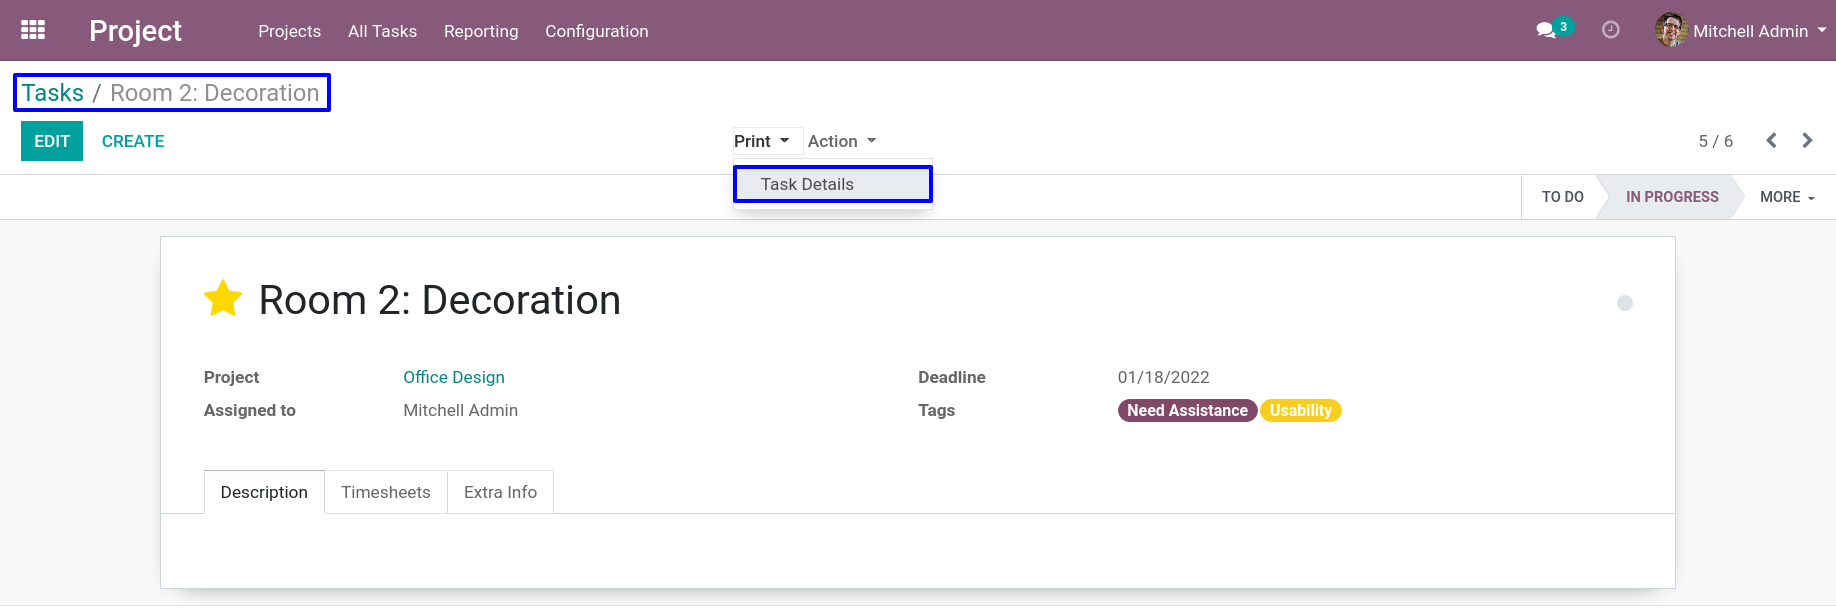 Project Projects All Tasks Reporting Configuration 3 Mitchell Admin
Tasks / Room 2: Decoration
EDIT CREATE Print Action 5 / 6
Task Details
TO DO IN PROGRESS MORE
Room 2: Decoration
Project Office Design Deadline 01/18/2022
Assigned to Mitchell Admin Tags Need Assistance Usability
Description Timesheets Extra Info